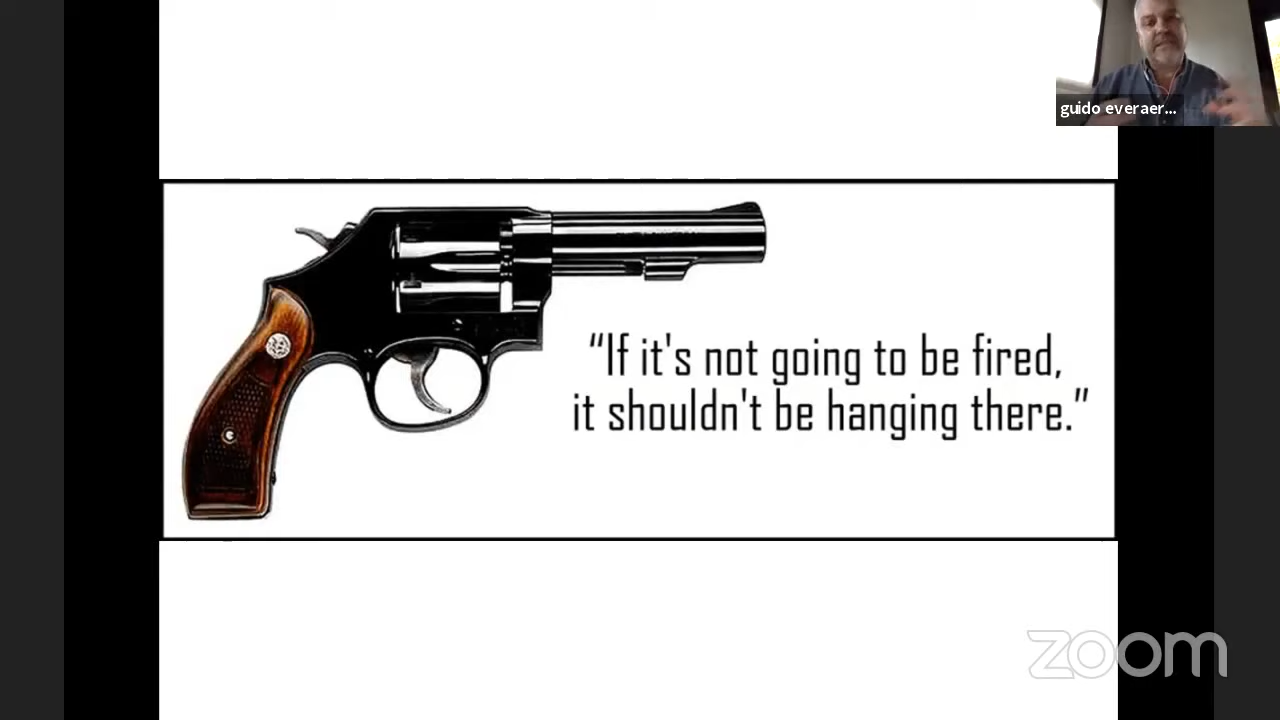 guido everaer...
“If it's not going to be fired,
it shouldn't be hanging there.”
zoom